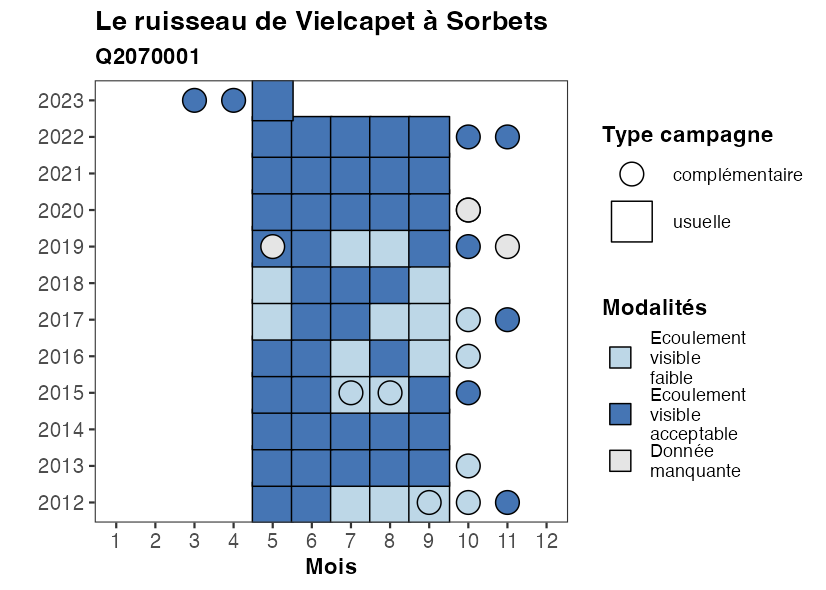 Le ruisseau de Vielcapet à Sorbets
Q2070001
2023
2022
2021
2020
2019
2018
2017
2016
2015
2014
2013
2012
1 2 3 4 5 6 7 8 9 10 11 12
Mois
Type campagne
complémentaire
usuelle
Modalités
Ecoulement
visible
faible
Ecoulement
visible
acceptable
Donnée
manquante